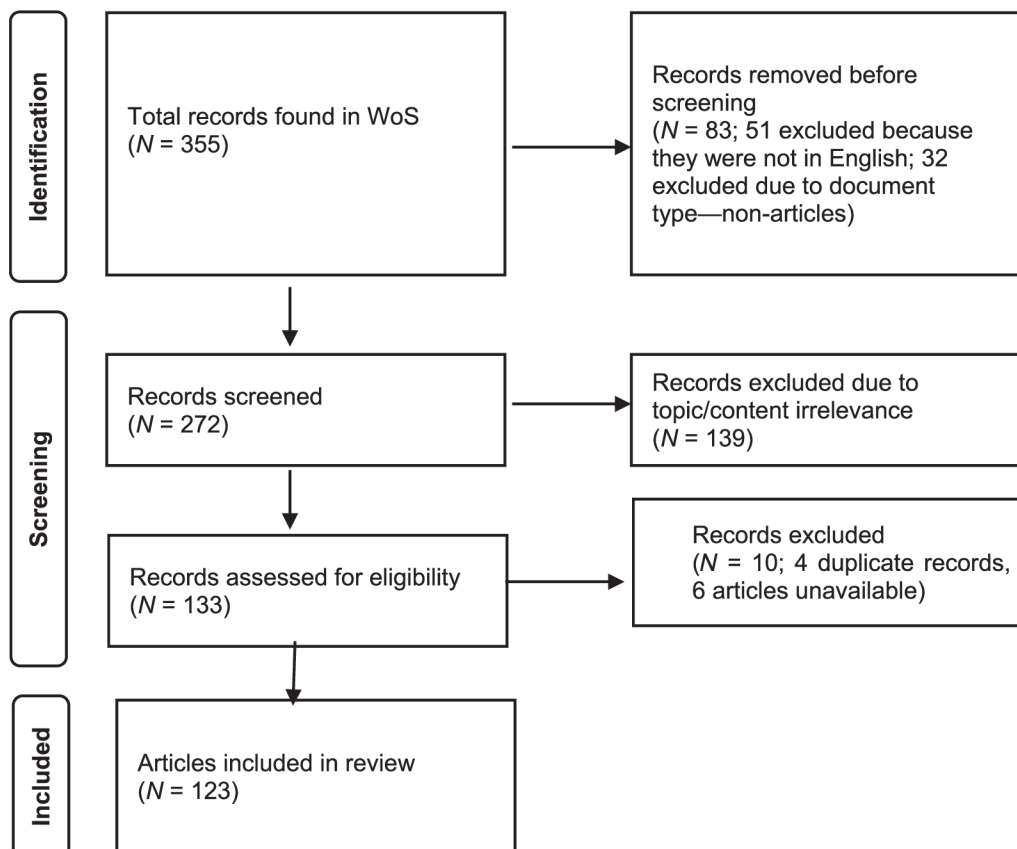 Identification
Total records found in WoS
(N = 355)
Records removed before
screening
(N = 83; 51 excluded because
they were not in English; 32
excluded due to document
type—non-articles)
Screening
Records screened
(N = 272)
Records excluded due to
topic/content irrelevance
(N = 139)
Records assessed for eligibility
(N = 133)
Records excluded
(N = 10; 4 duplicate records,
6 articles unavailable)
Included
Articles included in review
(N = 123)